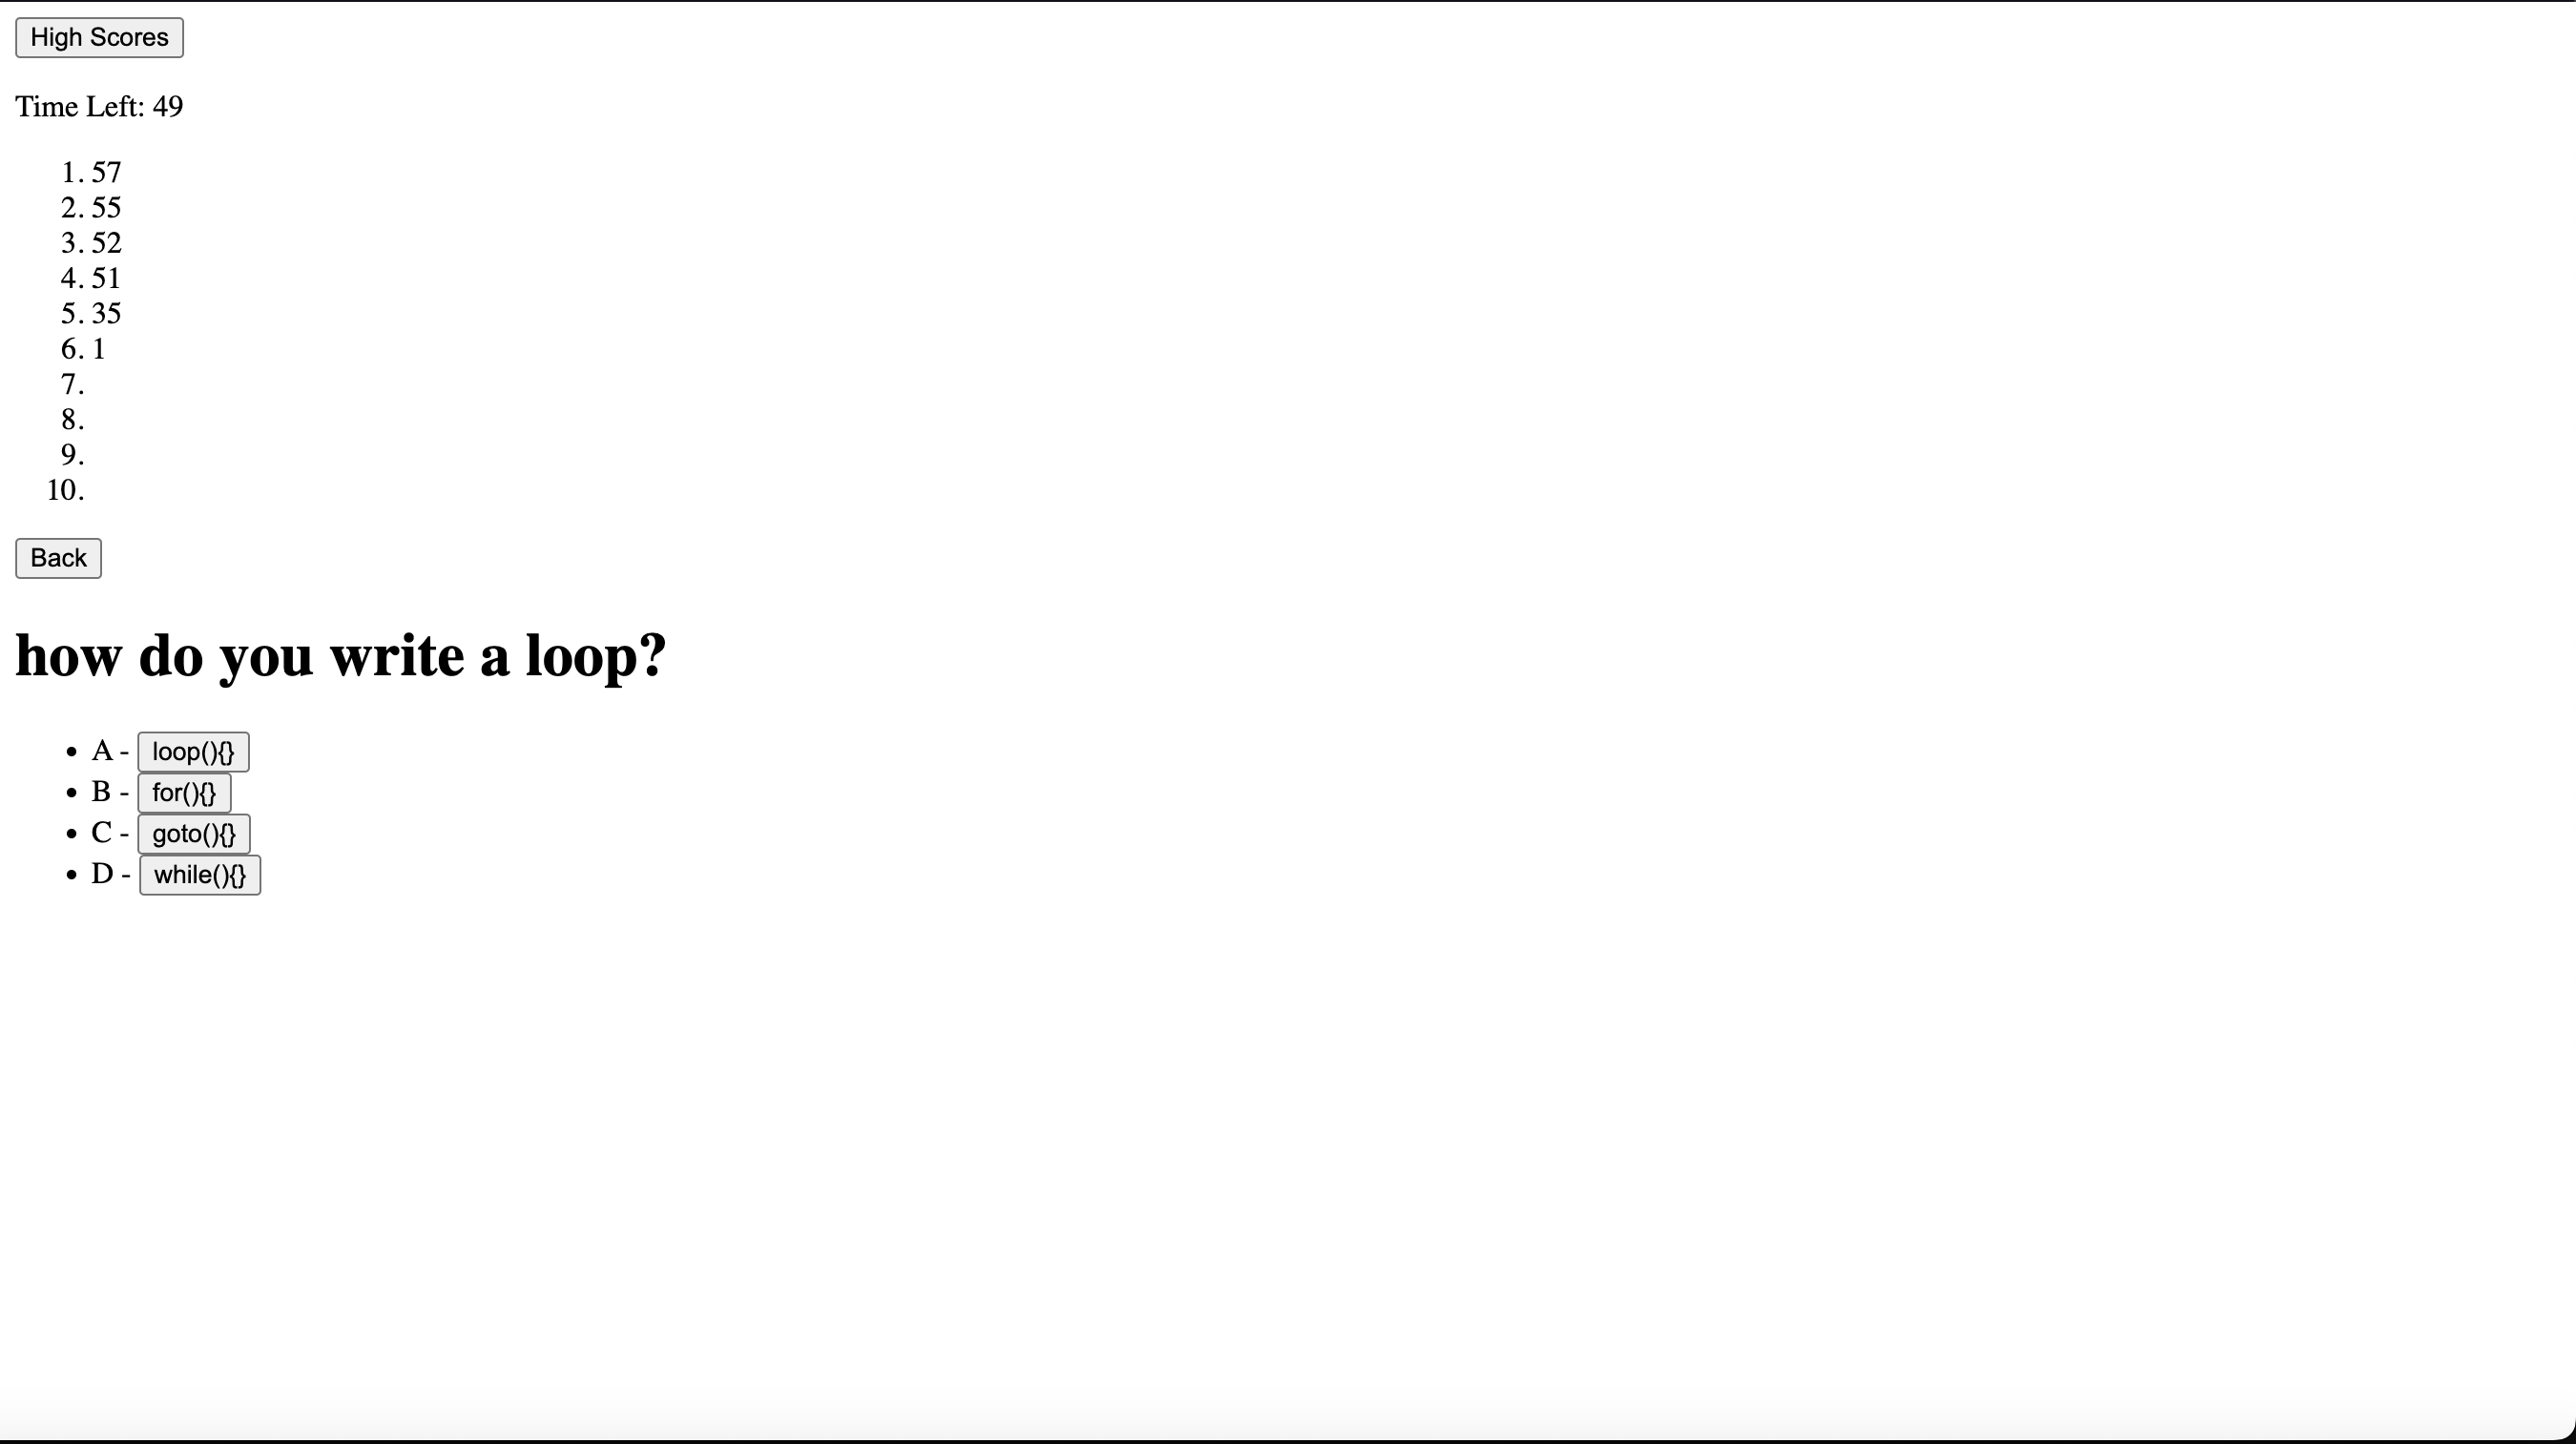 High Scores
Time Left: 49
1. 57
2. 55
3. 52
4. 51
5. 35
6. 1
7.
8.
9.
10.
Back
how do you write a loop?
• A - loop(){}
• B - for(){}
• C - goto(){}
• D - while(){}